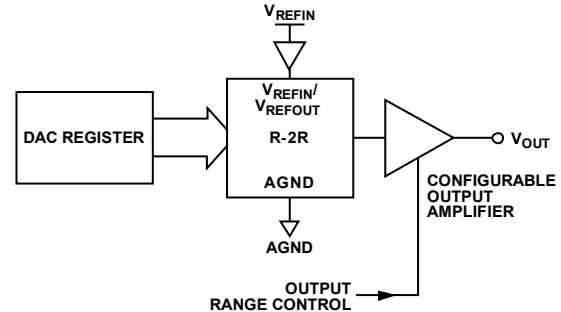 VREFIN
VREFIN/
VREFOUT
DAC REGISTER
R-2R
VOUT
AGND
CONFIGURABLE
OUTPUT
AMPLIFIER
AGND
OUTPUT
RANGE CONTROL